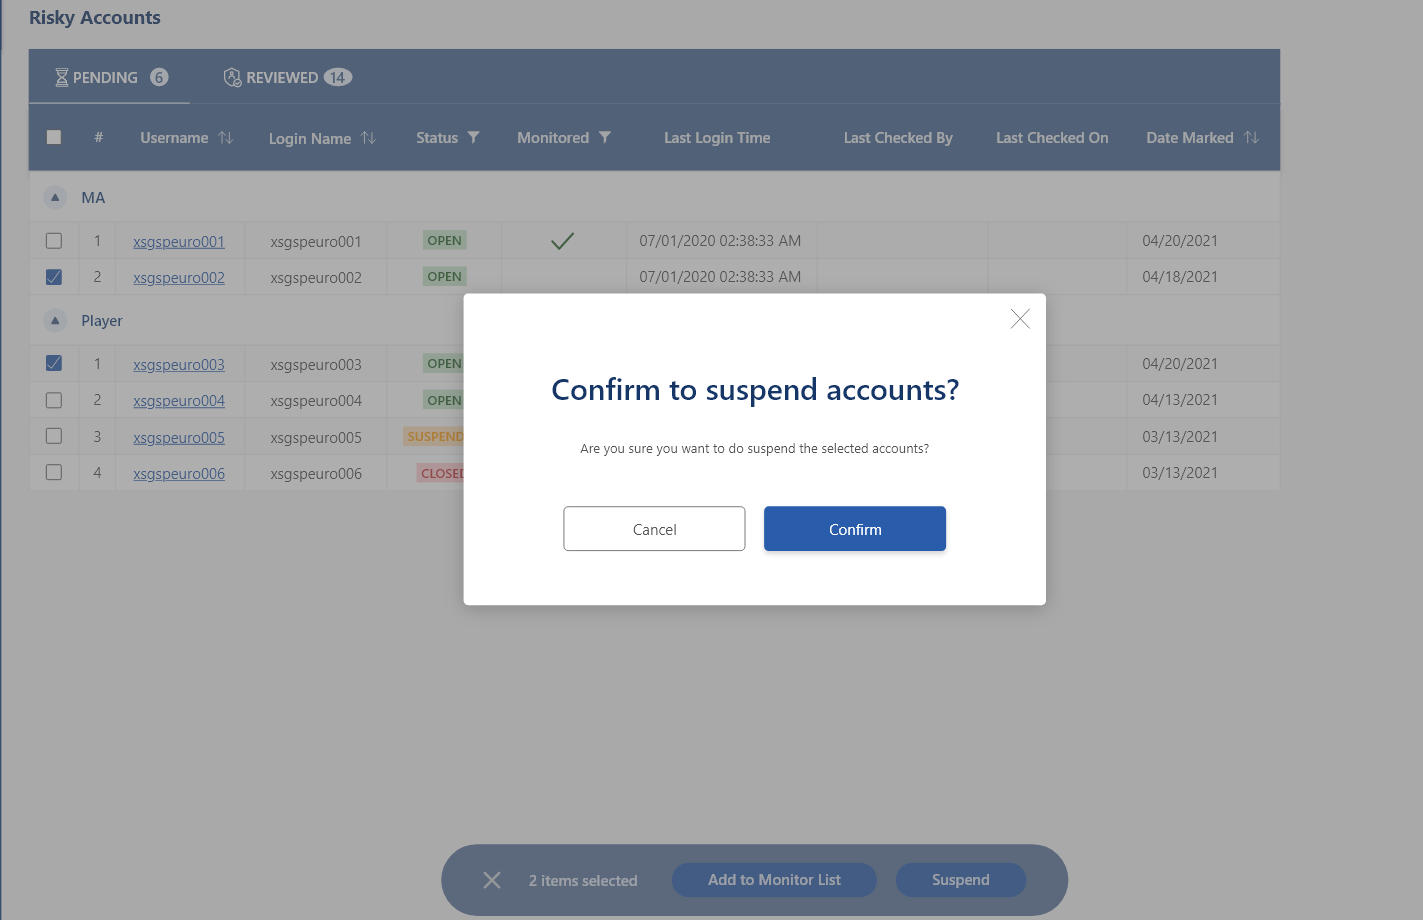 Risky Accounts
PENDING 6 REVIEWED 14
# Username Login Name Status Monitored Last Login Time Last Checked By Last Checked On Date Marked
MA
1 xsgspeuro001 xsgspeuro001 OPEN 07/01/2020 02:38:33 AM 04/20/2021
2 xsgspeuro002 xsgspeuro002 OPEN 07/01/2020 02:38:33 AM 04/18/2021
Player
1 xsgspeuro003 xsgspeuro003 OPEN 04/20/2021
2 xsgspeuro004 xsgspeuro004 OPEN 04/13/2021
3 xsgspeuro005 xsgspeuro005 SUSPEND 03/13/2021
4 xsgspeuro006 xsgspeuro006 CLOSED 03/13/2021
Confirm to suspend accounts?
Are you sure you want to do suspend the selected accounts?
Cancel Confirm
2 items selected Add to Monitor List Suspend